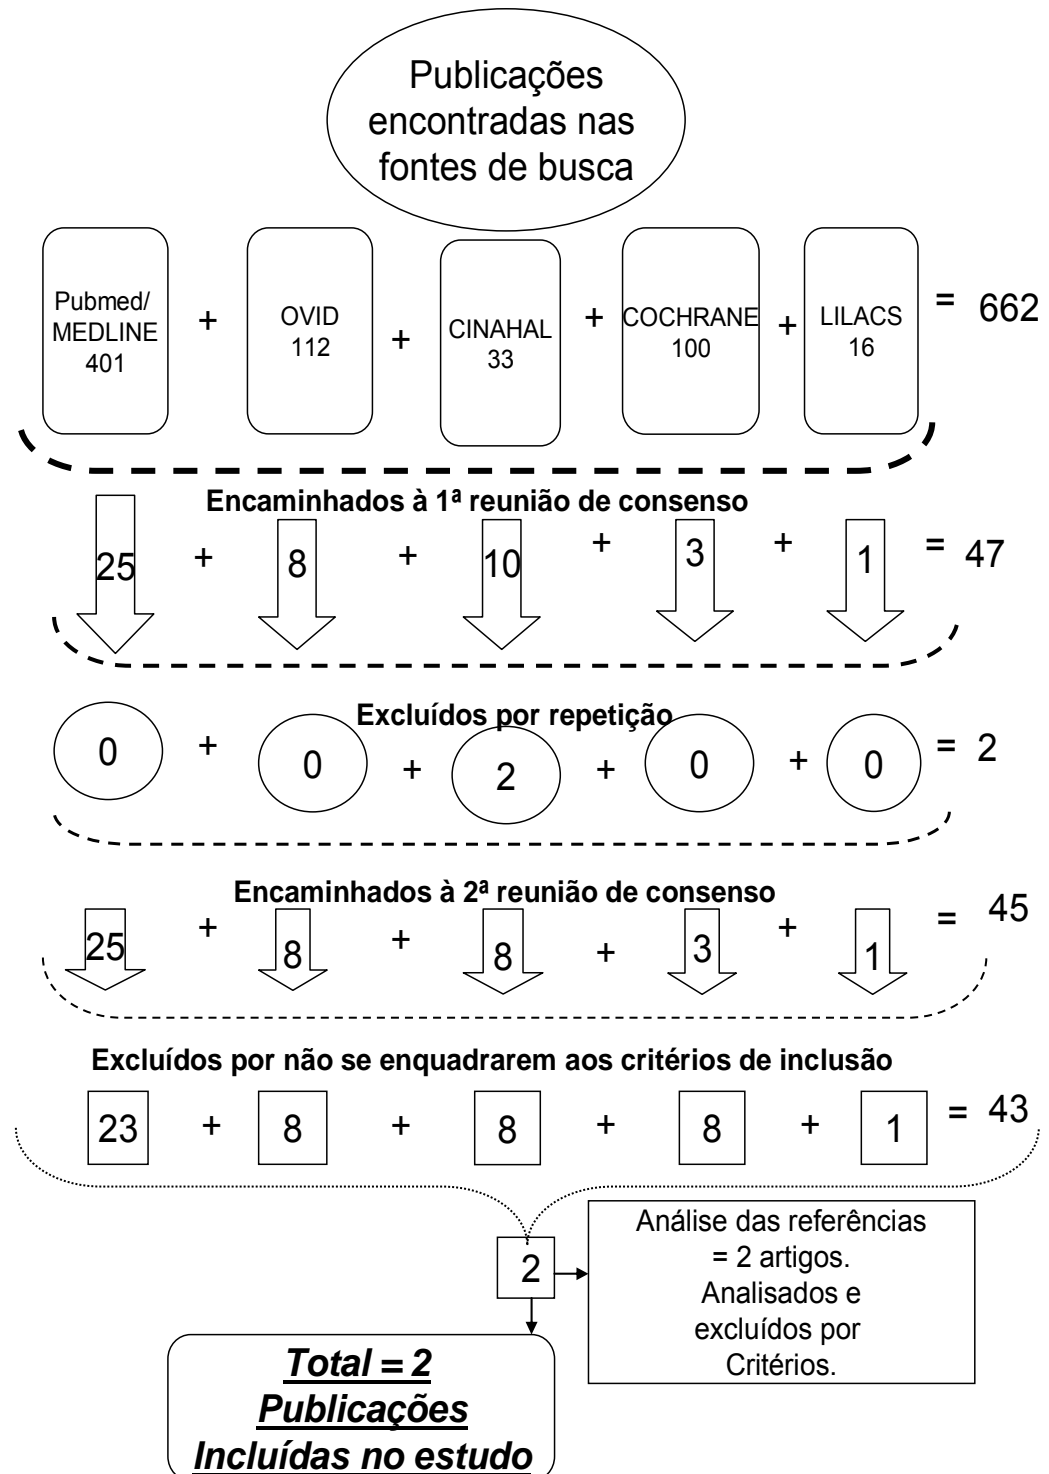 Publicações
encontradas nas
fontes de busca
Pubmed/
MEDLINE
401
+
OVID
112
+
CINAHAL
33
+
COCHRANE
100
+
LILACS
16
= 662
Encaminhados à 1ª reunião de consenso
25 + 8 + 10 + 3 + 1 = 47
Excluídos por repetição
0 + 0 + 2 + 0 + 0 = 2
Encaminhados à 2ª reunião de consenso
25 + 8 + 8 + 3 + 1 = 45
Excluídos por não se enquadrarem aos critérios de inclusão
23 + 8 + 8 + 8 + 1 = 43
2
Análise das referências
= 2 artigos.
Analisados e
excluídos por
Critérios.
Total = 2
Publicações
Incluídas no estudo